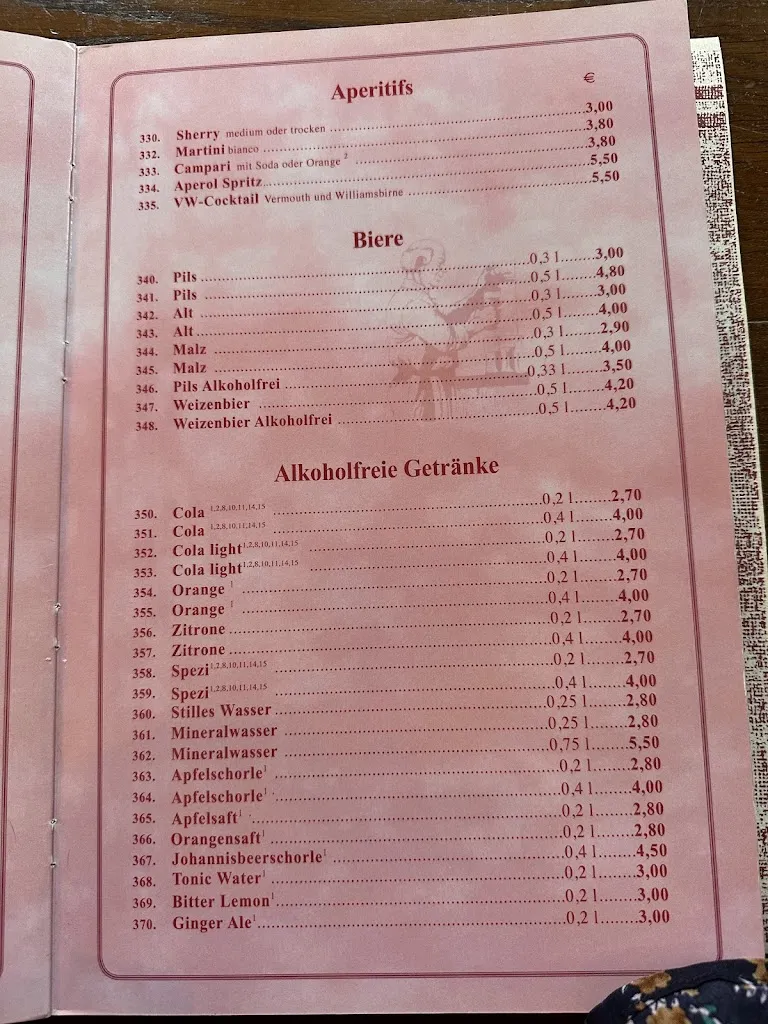 Aperitifs €
330. Sherry medium oder trocken ........ 3,00
332. Martini bianco ........ 3,80
333. Campari mit Soda oder Orange 2 ........ 3,80
334. Aperol Spritz ........ 5,50
335. VW-Cocktail Vermouth und Williamsbirne ........ 5,50
Biere
340. Pils ........ 0,3 l ........ 3,00
341. Pils ........ 0,5 l ........ 4,80
342. Alt ........ 0,3 l ........ 3,00
343. Alt ........ 0,5 l ........ 4,00
344. Malz ........ 0,3 l ........ 2,90
345. Malz ........ 0,5 l ........ 4,00
346. Pils Alkoholfrei ........ 0,33 l ........ 3,50
347. Weizenbier ........ 0,5 l ........ 4,20
348. Weizenbier Alkoholfrei ........ 0,5 l ........ 4,20
Alkoholfreie Getränke
350. Cola 1,2,8,10,11,14,15 ........ 0,2 l ........ 2,70
351. Cola 1,2,8,10,11,14,15 ........ 0,4 l ........ 4,00
352. Cola light 1,2,8,10,11,14,15 ........ 0,2 l ........ 2,70
353. Cola light 1,2,8,10,11,14,15 ........ 0,4 l ........ 4,00
354. Orange 1 ........ 0,2 l ........ 2,70
355. Orange 1 ........ 0,4 l ........ 4,00
356. Zitrone ........ 0,2 l ........ 2,70
357. Zitrone ........ 0,4 l ........ 4,00
358. Spezi 1,2,8,10,11,14,15 ........ 0,2 l ........ 2,70
359. Spezi 1,2,8,10,11,14,15 ........ 0,4 l ........ 4,00
360. Stilles Wasser ........ 0,25 l ........ 2,80
361. Mineralwasser ........ 0,25 l ........ 2,80
362. Mineralwasser ........ 0,75 l ........ 5,50
363. Apfelschorle 1 ........ 0,2 l ........ 2,80
364. Apfelschorle 1 ........ 0,4 l ........ 4,00
365. Apfelsaft 1 ........ 0,2 l ........ 2,80
366. Orangensaft 1 ........ 0,2 l ........ 2,80
367. Johannisbeerschorle 1 ........ 0,4 l ........ 4,50
368. Tonic Water 1 ........ 0,2 l ........ 3,00
369. Bitter Lemon 1 ........ 0,2 l ........ 3,00
370. Ginger Ale 1 ........ 0,2 l ........ 3,00